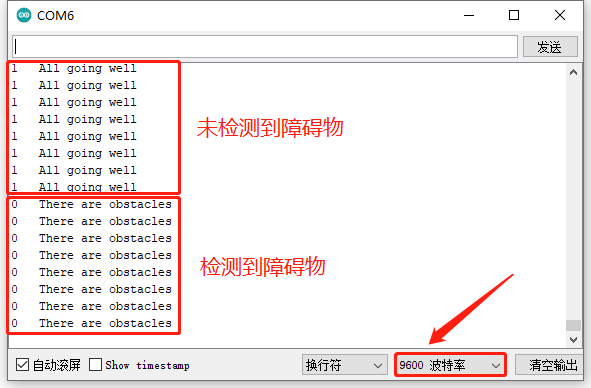 COM6
发送
1 All going well
1 All going well
1 All going well
1 All going well
1 All going well
1 All going well
1 All going well
1 All going well
未检测到障碍物
0 There are obstacles
0 There are obstacles
0 There are obstacles
0 There are obstacles
0 There are obstacles
0 There are obstacles
0 There are obstacles
0 There are obstacles
检测到障碍物
自动滚屏 Show timestamp 换行符 9600 波特率 清空输出